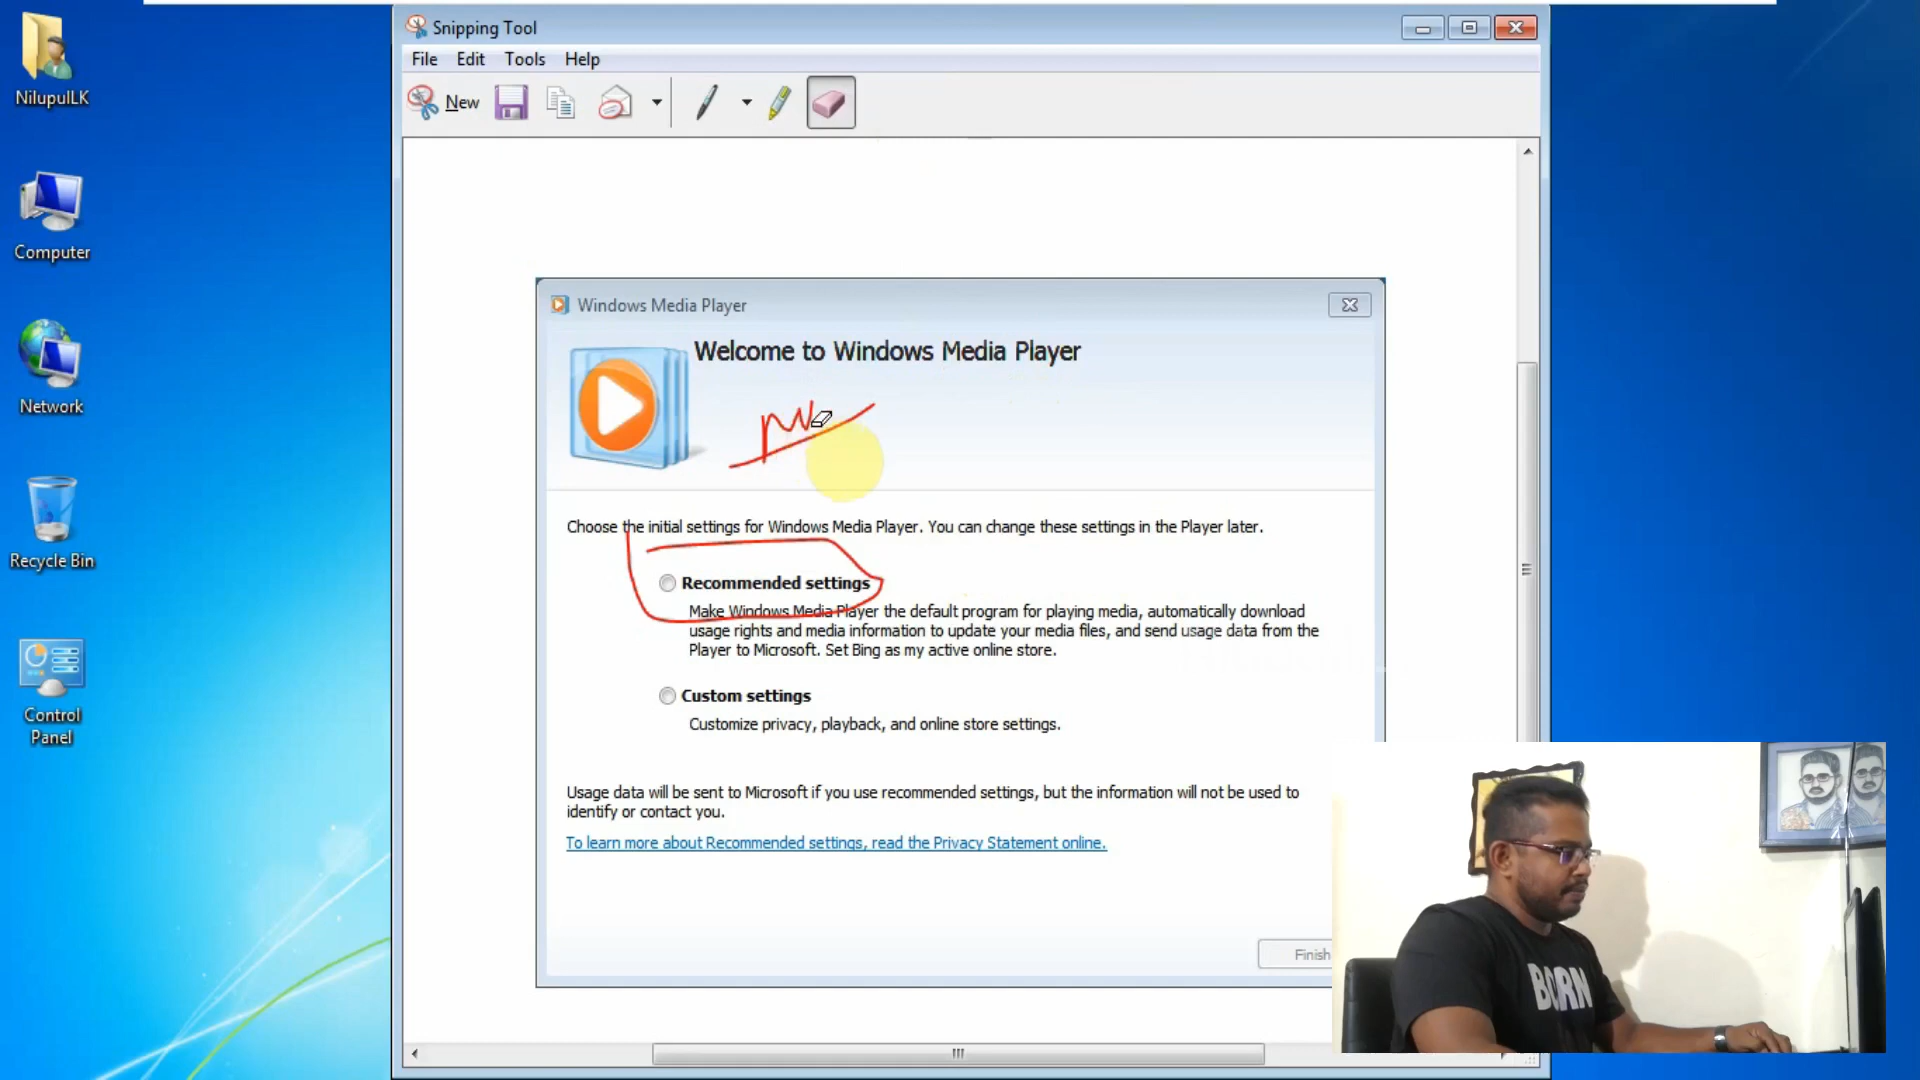 Snipping Tool
File Edit Tools Help
New
NilupulLK
Computer
Network
Recycle Bin
Control
Panel
Windows Media Player
Welcome to Windows Media Player
Choose the initial settings for Windows Media Player. You can change these settings in the Player later.
Recommended settings
Make Windows Media Player the default program for playing media, automatically download
usage rights and media information to update your media files, and send usage data from the
Player to Microsoft. Set Bing as my active online store.
Custom settings
Customize privacy, playback, and online store settings.
Usage data will be sent to Microsoft if you use recommended settings, but the information will not be used to
identify or contact you.
To learn more about Recommended settings, read the Privacy Statement online.
Finish
BORN